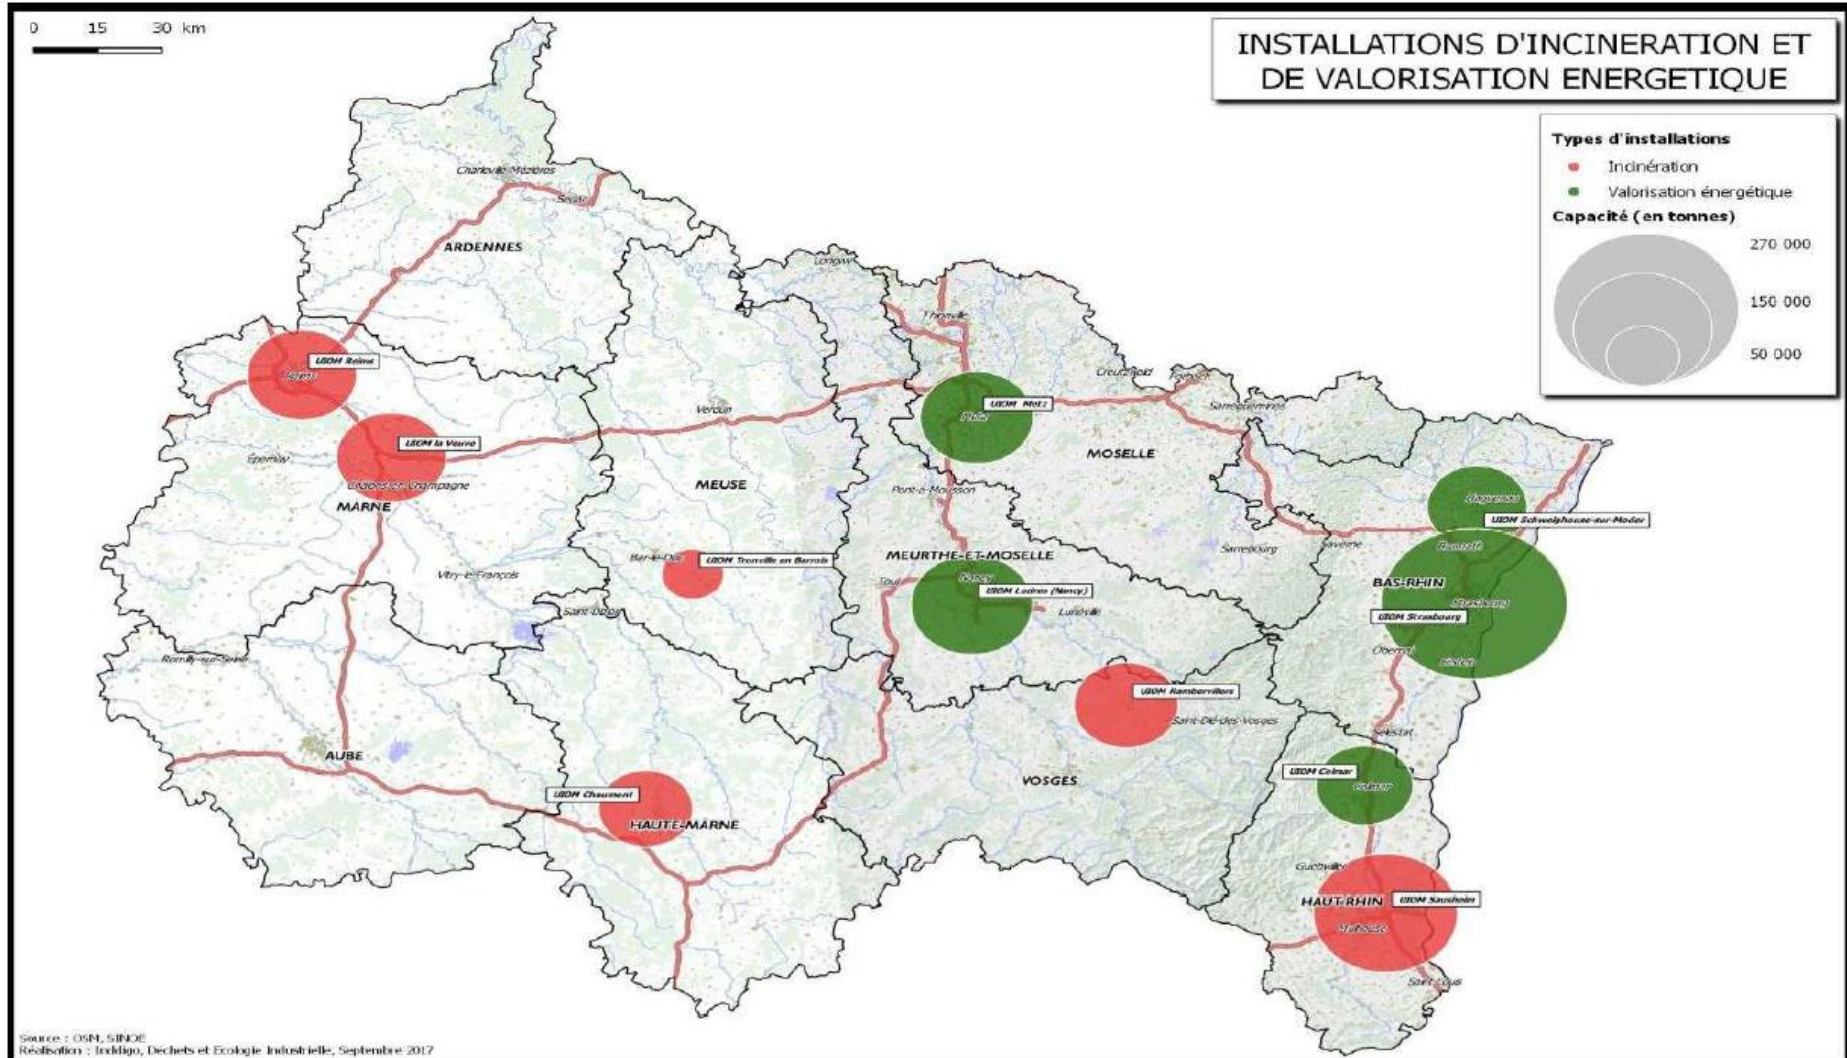 0 15 30 km
INSTALLATIONS D'INCINERATION ET
DE VALORISATION ENERGETIQUE
Types d'installations
Incinération
Valorisation énergétique
Capacité (en tonnes)
270 000
150 000
50 000
Charleville-Mézières
Sedan
ARDENNES
Longwy
Thionville
UIOM Reims
Reims
Creutzwald
Forbach
UIOM Metz
Metz
Sarreguemines
Verdun
UIOM la Veuve
Épernay
Châlons-en-Champagne
MARNE
MEUSE
MOSELLE
Pont-à-Mousson
Haguenau
UIOM Schweighouse-sur-Moder
Saverne
Sarrebourg
Bar-le-Duc
UIOM Tronville en Barrois
MEURTHE-ET-MOSELLE
Nancy
Toul
UIOM Ludres (Nancy)
Lunéville
BAS-RHIN
Strasbourg
UIOM Strasbourg
Vitry-le-François
Saint-Dizier
Obernai
Romilly-sur-Seine
UIOM Rambervillers
Saint-Dié-des-Vosges
Sélestat
AUBE
VOSGES
UIOM Colmar
Colmar
UIOM Chaumont
HAUTE-MARNE
Guebwiller
HAUT-RHIN
UIOM Sausheim
Mulhouse
Saint-Louis
Source : OSM, SINOE
Réalisation : Inddigo, Déchets et Ecologie Industrielle, Septembre 2017